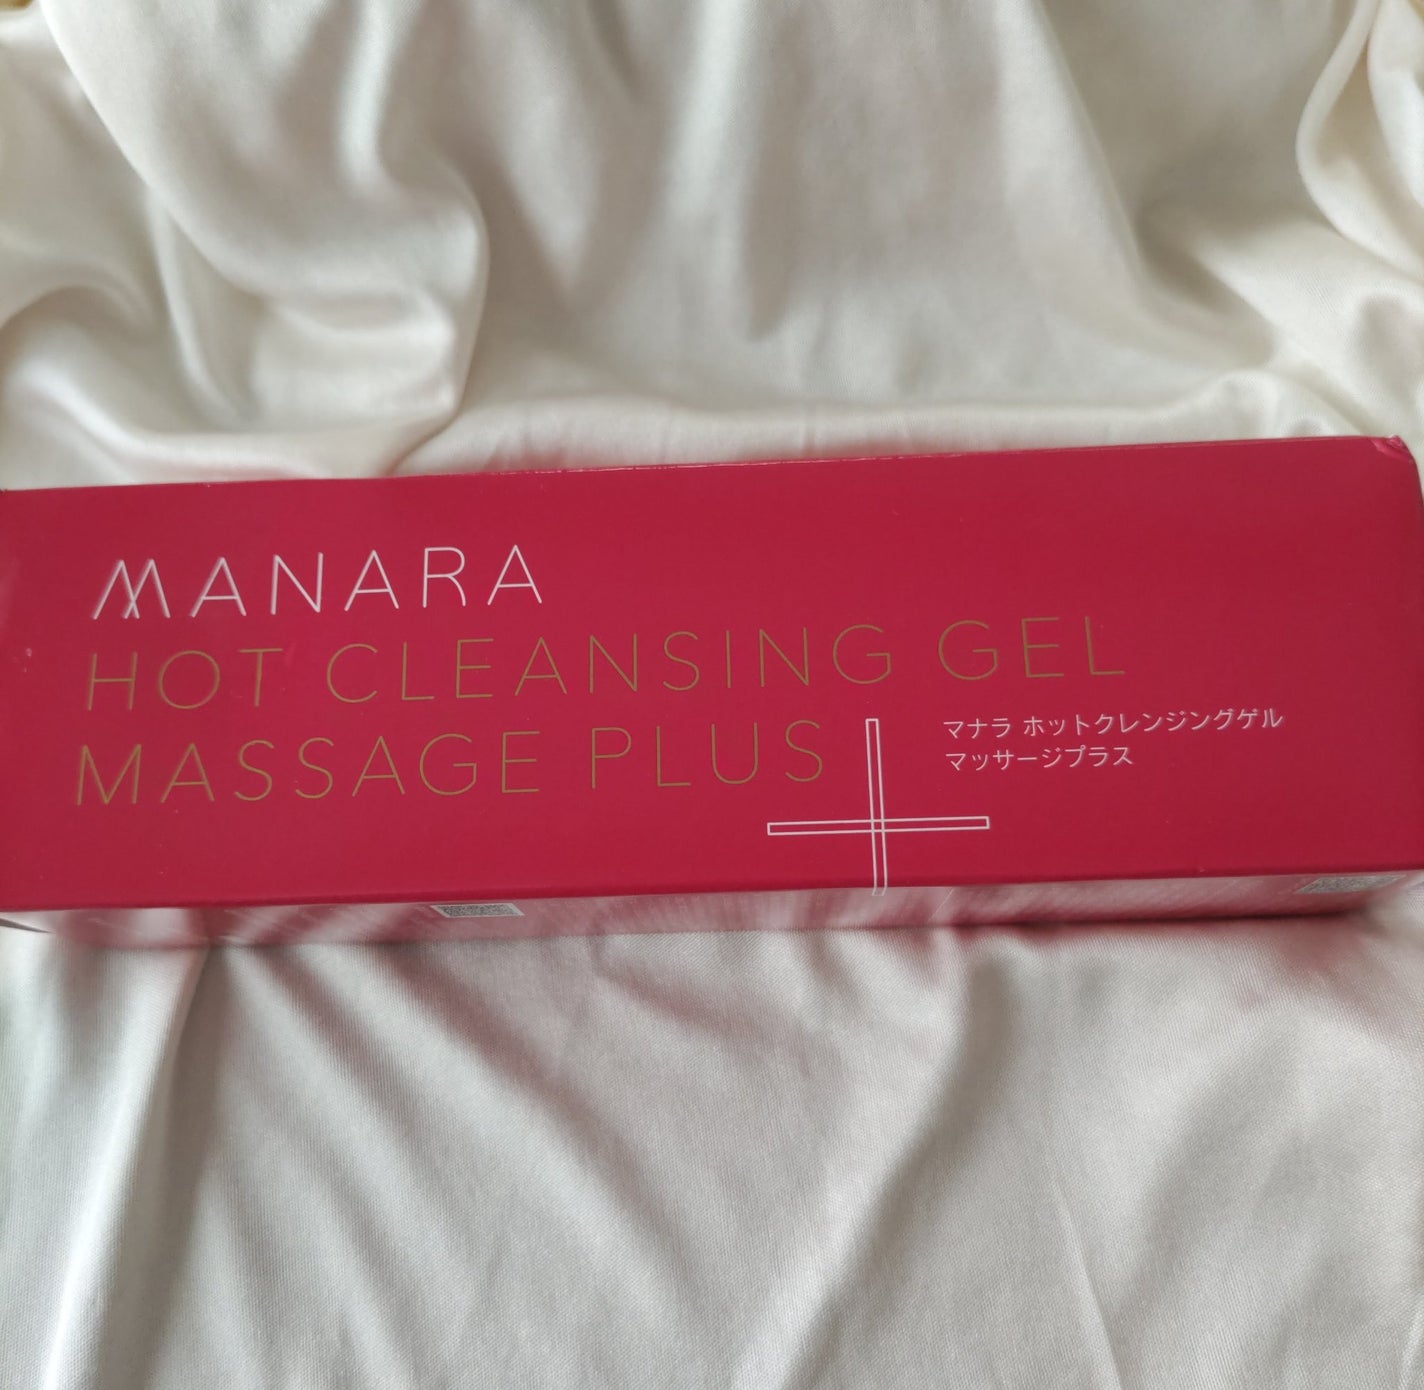 MANARA
HOT CLEANSING GEL
MASSAGE PLUS
マナラ ホットクレンジングゲル
マッサージプラス